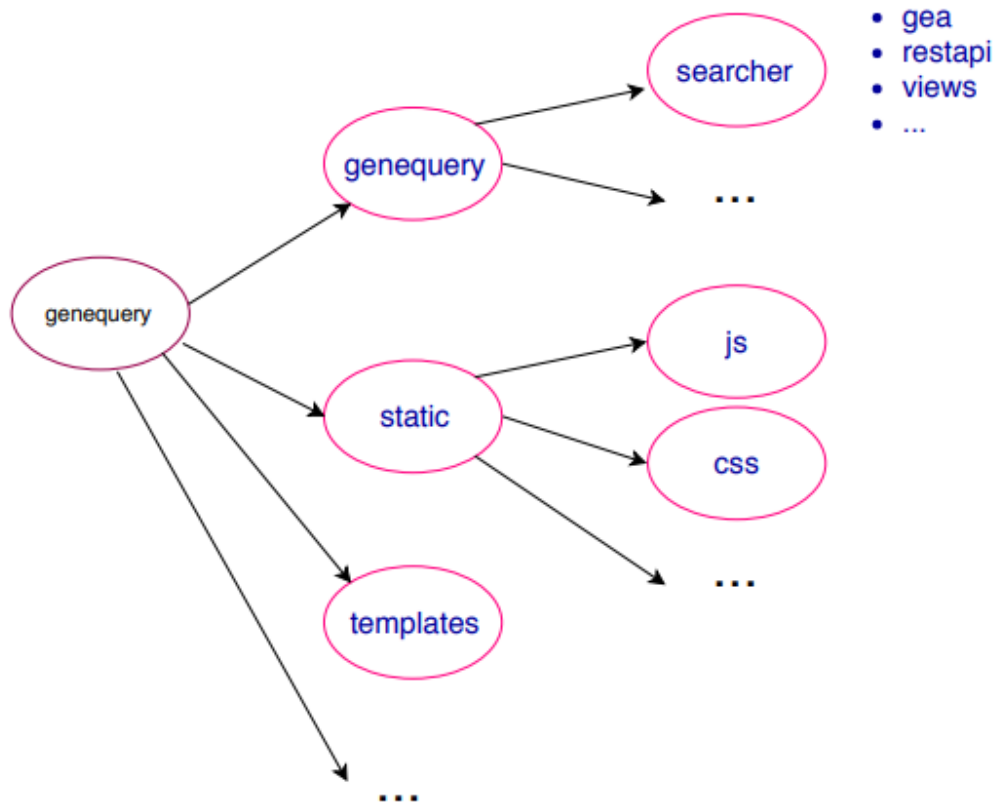 genequery
genequery
searcher
• gea
• restapi
• views
• ...
...
static
js
css
...
templates
...